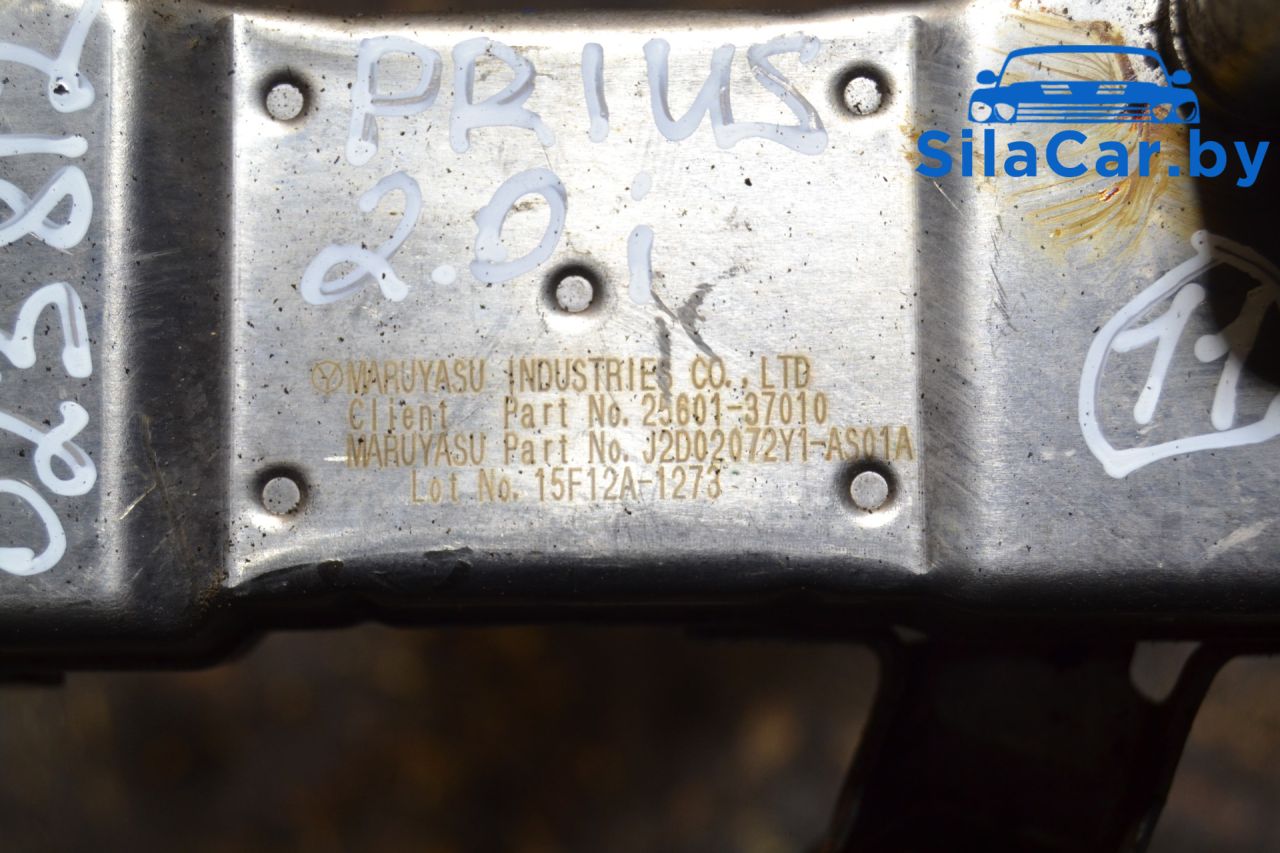 PRIUS
2.0 i
SilaCar.by
MARUYASU INDUSTRIES CO.,LTD
Client Part No. 25601-37010
MARUYASU Part No. J2D02072Y1-AS01A
Lot No. 15F12A-1273